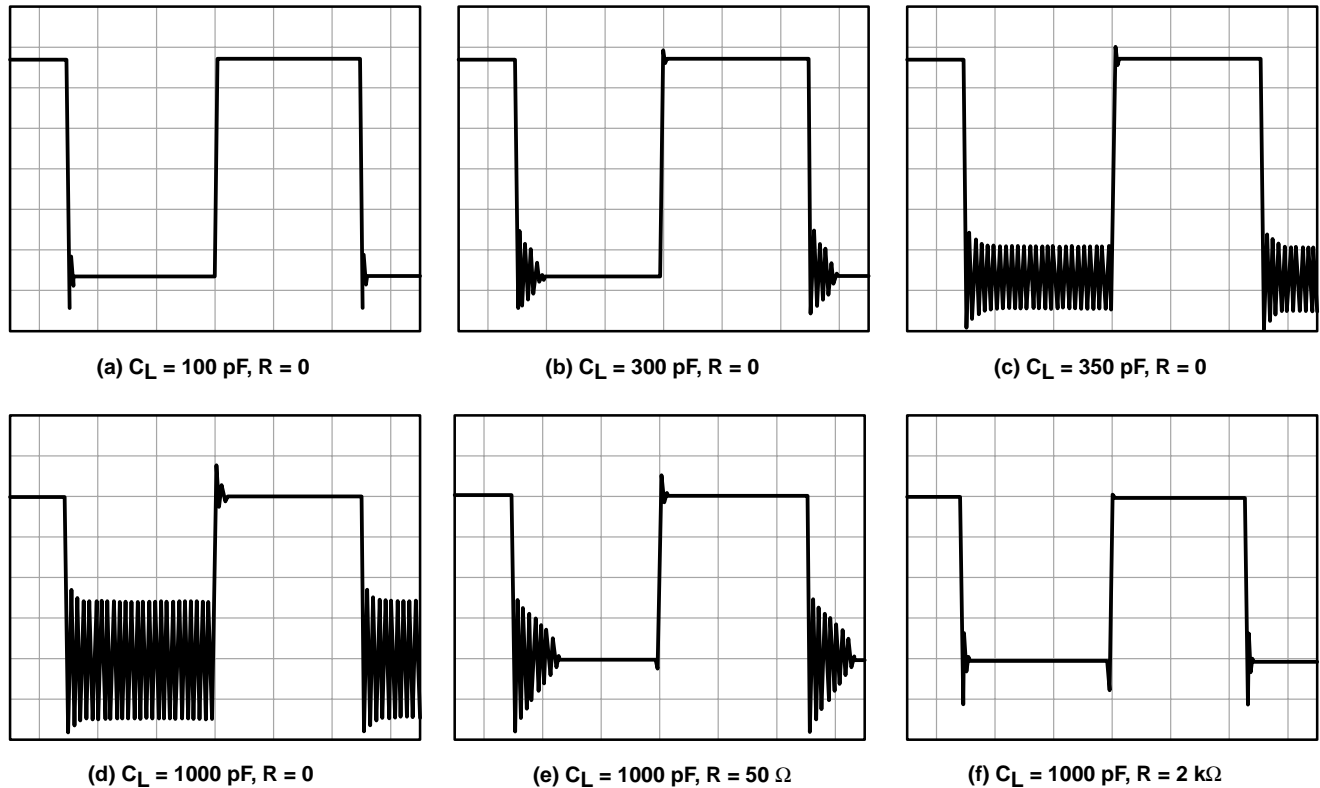 (a) CL = 100 pF, R = 0
(b) CL = 300 pF, R = 0
(c) CL = 350 pF, R = 0
(d) CL = 1000 pF, R = 0
(e) CL = 1000 pF, R = 50 Ω
(f) CL = 1000 pF, R = 2 kΩ